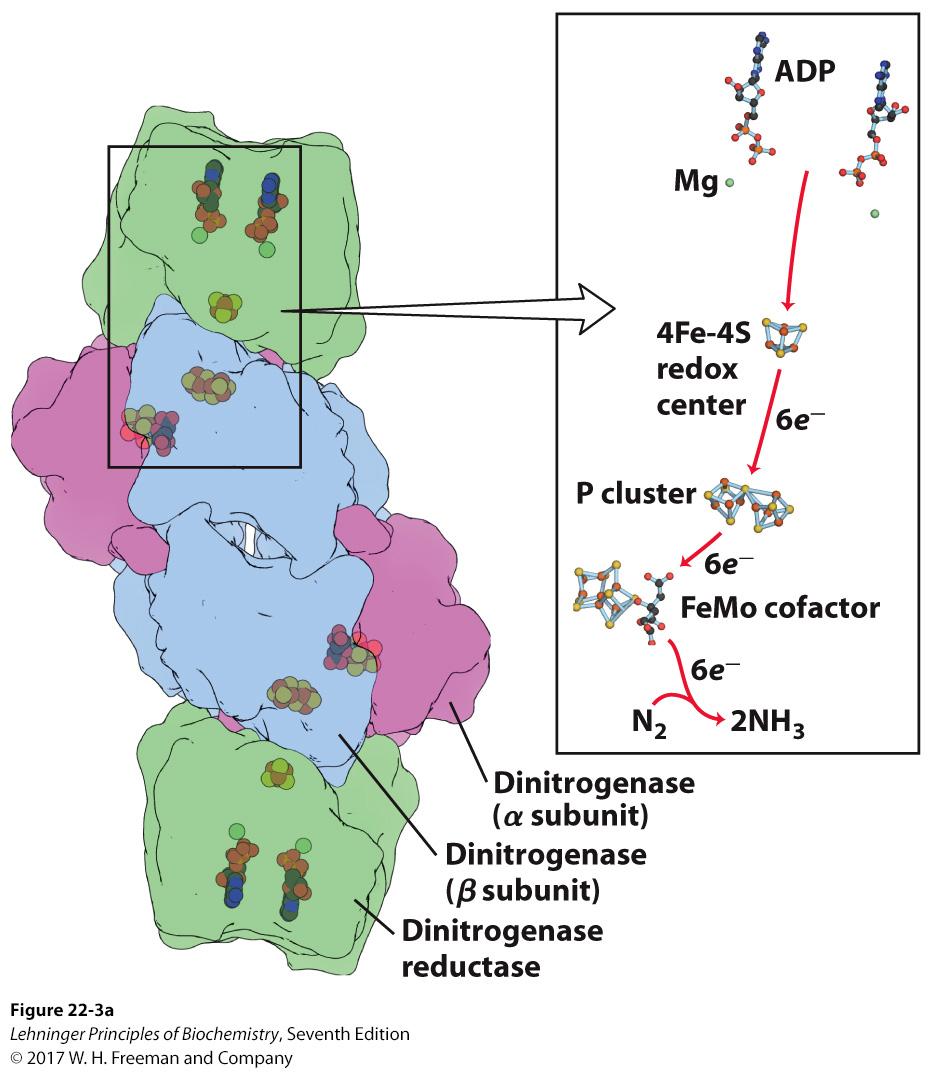 ADP
Mg
4Fe-4S
redox
center
6e⁻
P cluster
6e⁻
FeMo cofactor
6e⁻
N₂
2NH₃
Dinitrogenase
(α subunit)
Dinitrogenase
(β subunit)
Dinitrogenase
reductase
Figure 22-3a
Lehninger Principles of Biochemistry, Seventh Edition
© 2017 W. H. Freeman and Company